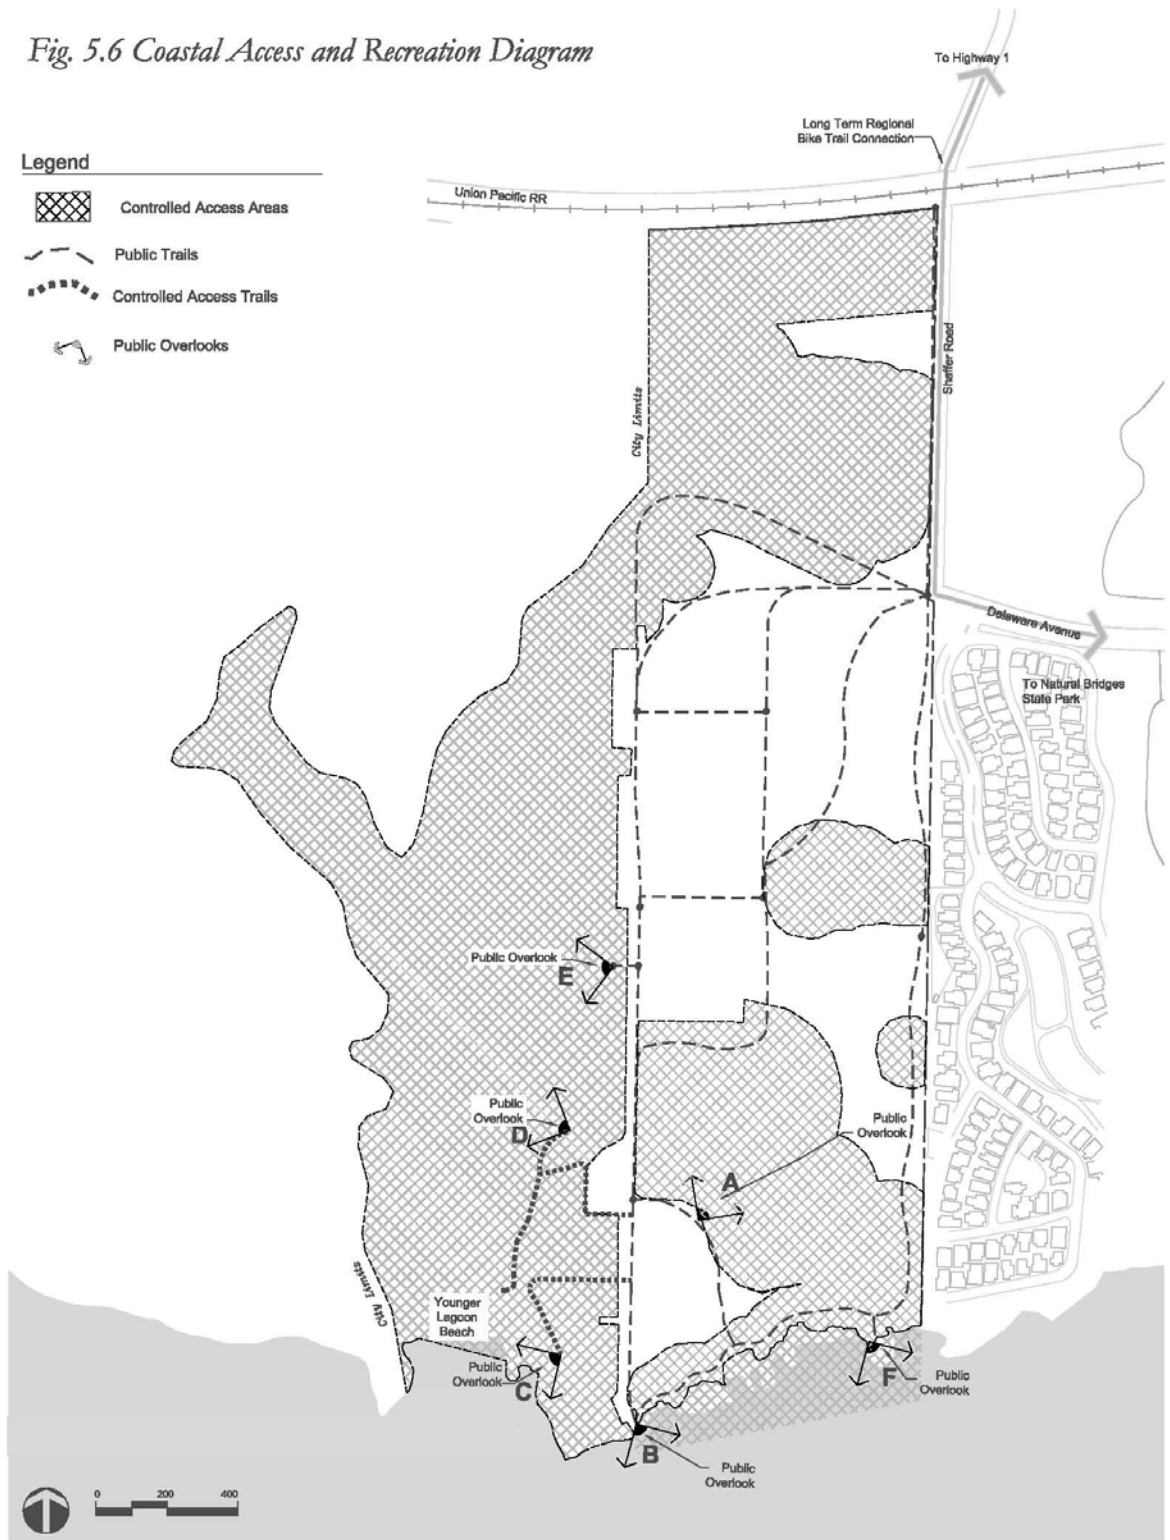 Fig. 5.6 Coastal Access and Recreation Diagram
To Highway 1
Long Term Regional
Bike Trail Connection
Legend
Controlled Access Areas
Union Pacific RR
Public Trails
Controlled Access Trails
Public Overlooks
Shaffer Road
City Limits
Delaware Avenue
To Natural Bridges
State Park
Public Overlook
E
Public
Overlook
D
Public
Overlook
A
City Limits
Younger
Lagoon
Beach
Public
Overlook
C
Public
Overlook
F
B
Public
Overlook
0 200 400